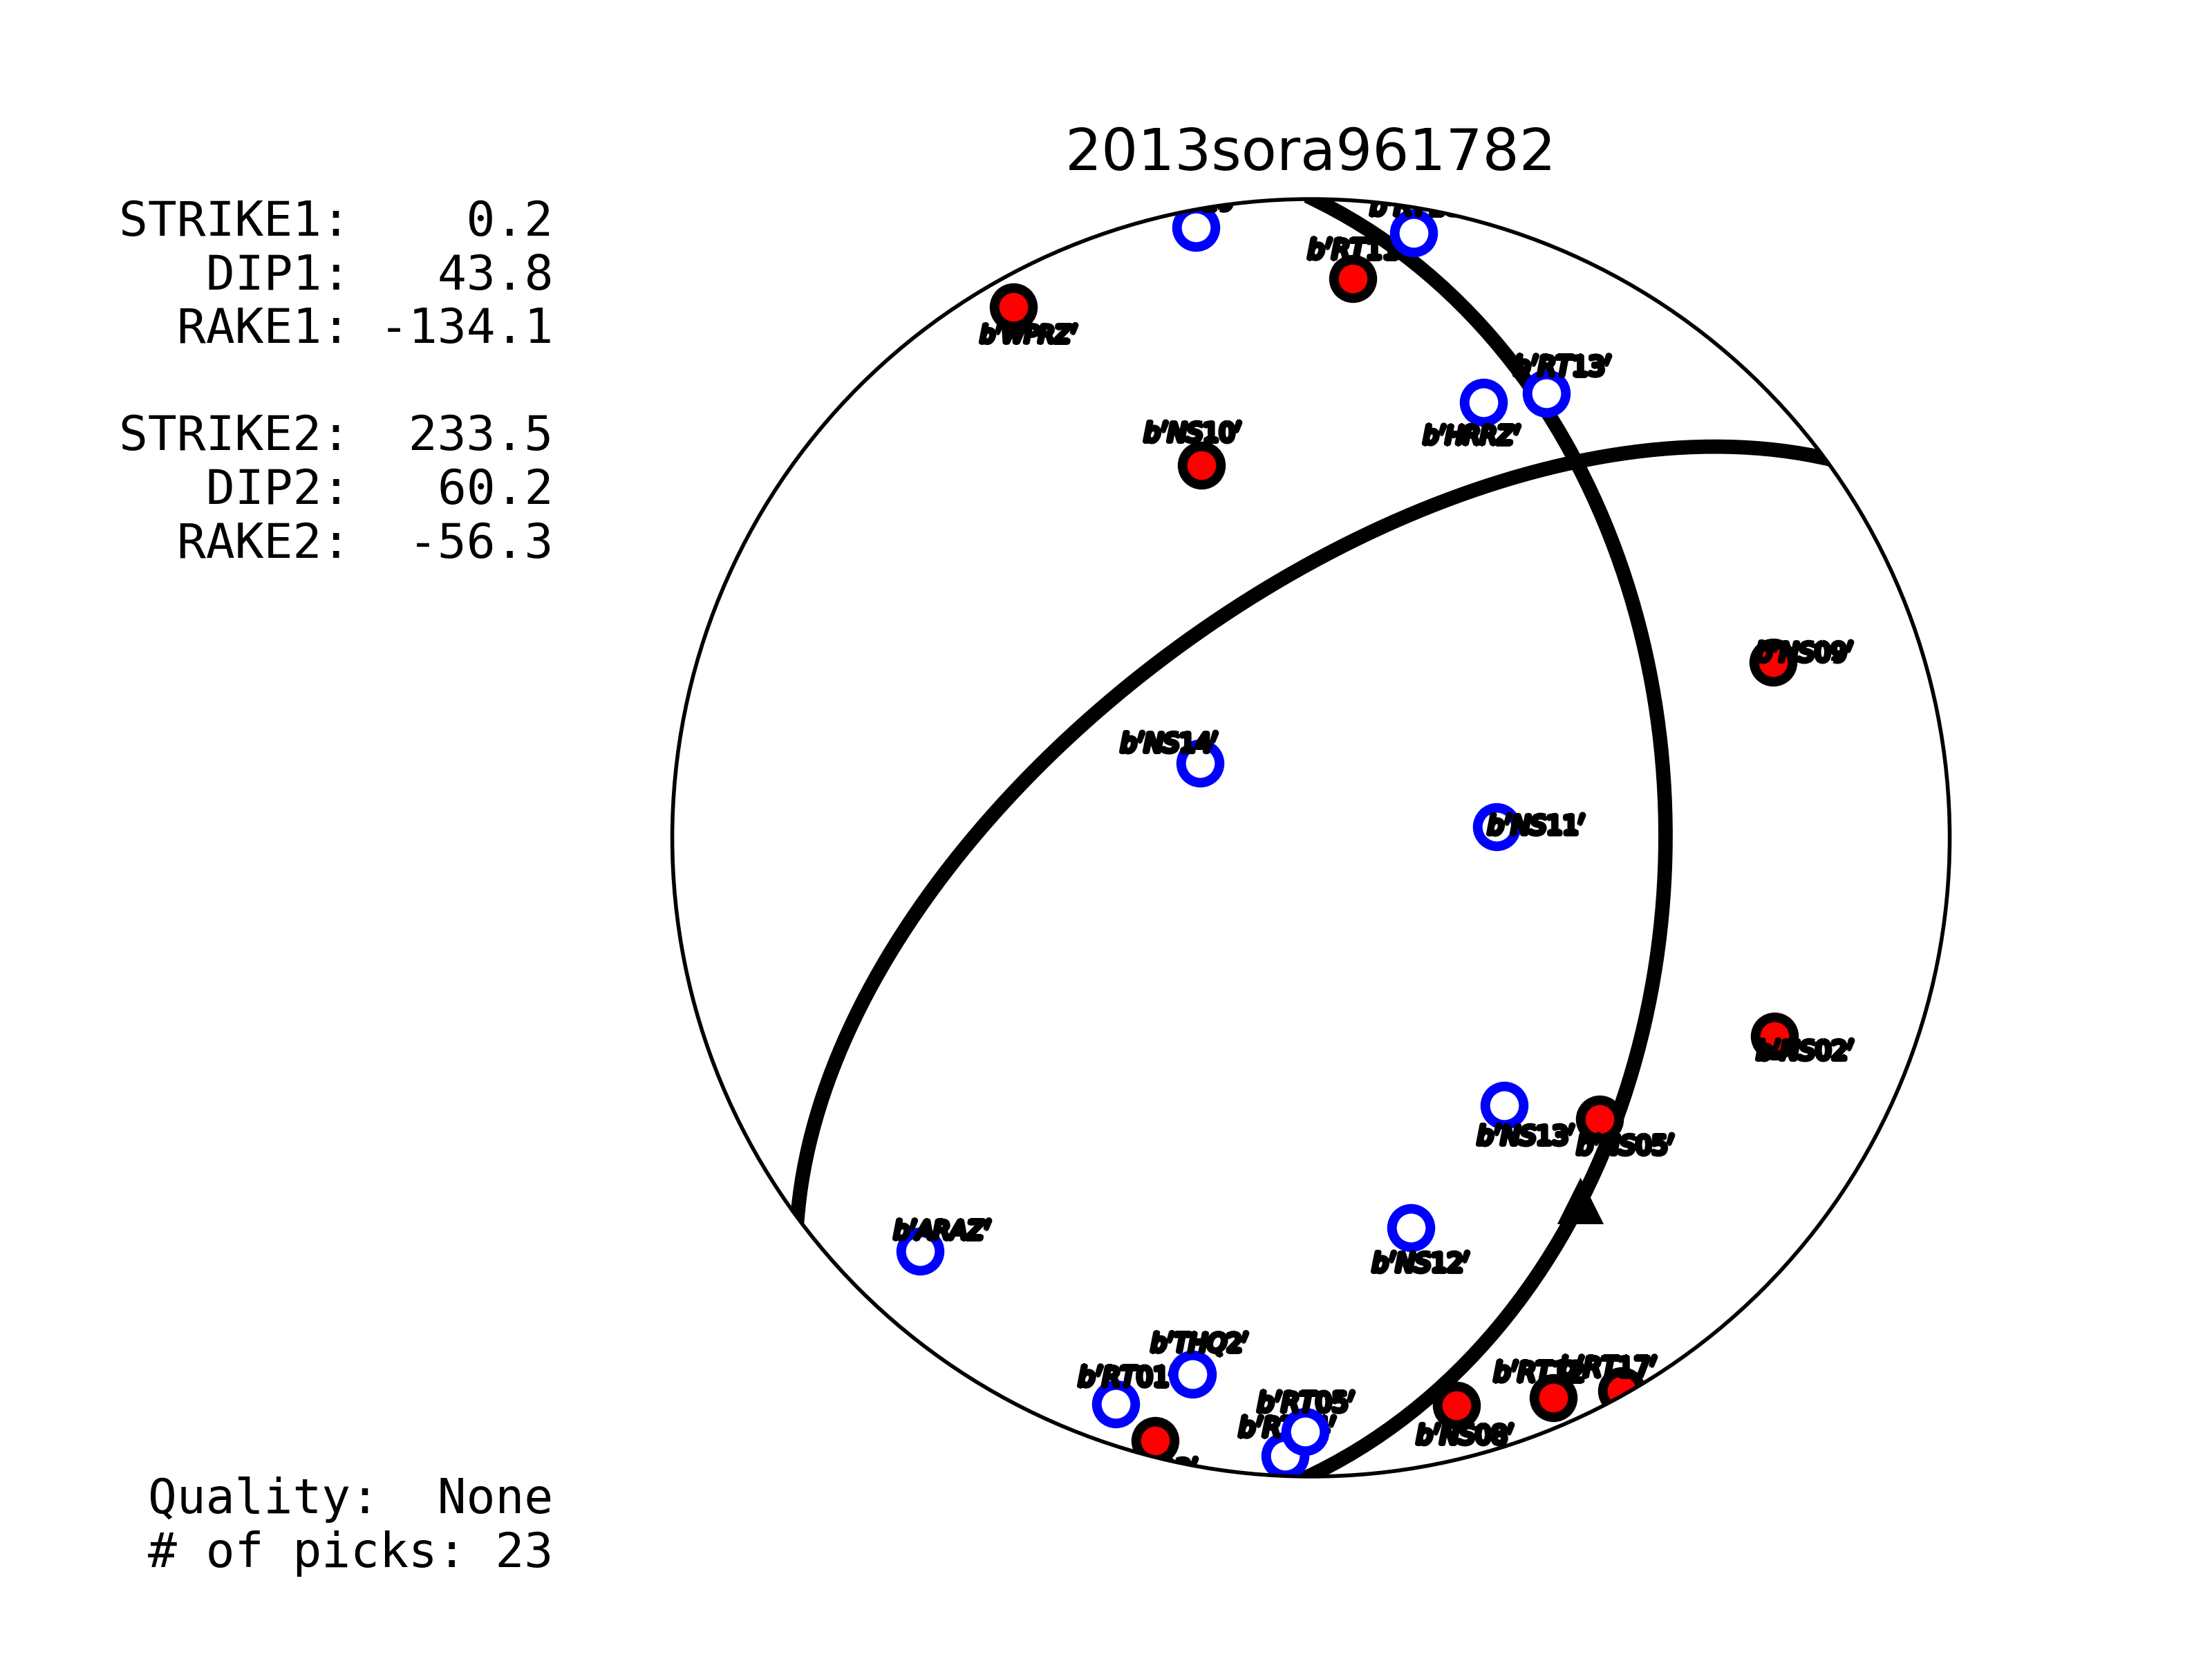 2013sora961782
STRIKE1: 0.2
DIP1: 43.8
RAKE1: -134.1
STRIKE2: 233.5
DIP2: 60.2
RAKE2: -56.3
b'RT11
b'WPRZ'
b'RT13'
b'HRRZ'
b'NS10'
b'NS09'
b'NS14'
b'NS11'
b'NS02'
b'NS13'
b'NS05'
b'ARAZ'
b'NS12'
b'THQ2'
b'RT01
b'RT17'
b'RT05'
b'NS08'
Quality: None
# of picks: 23